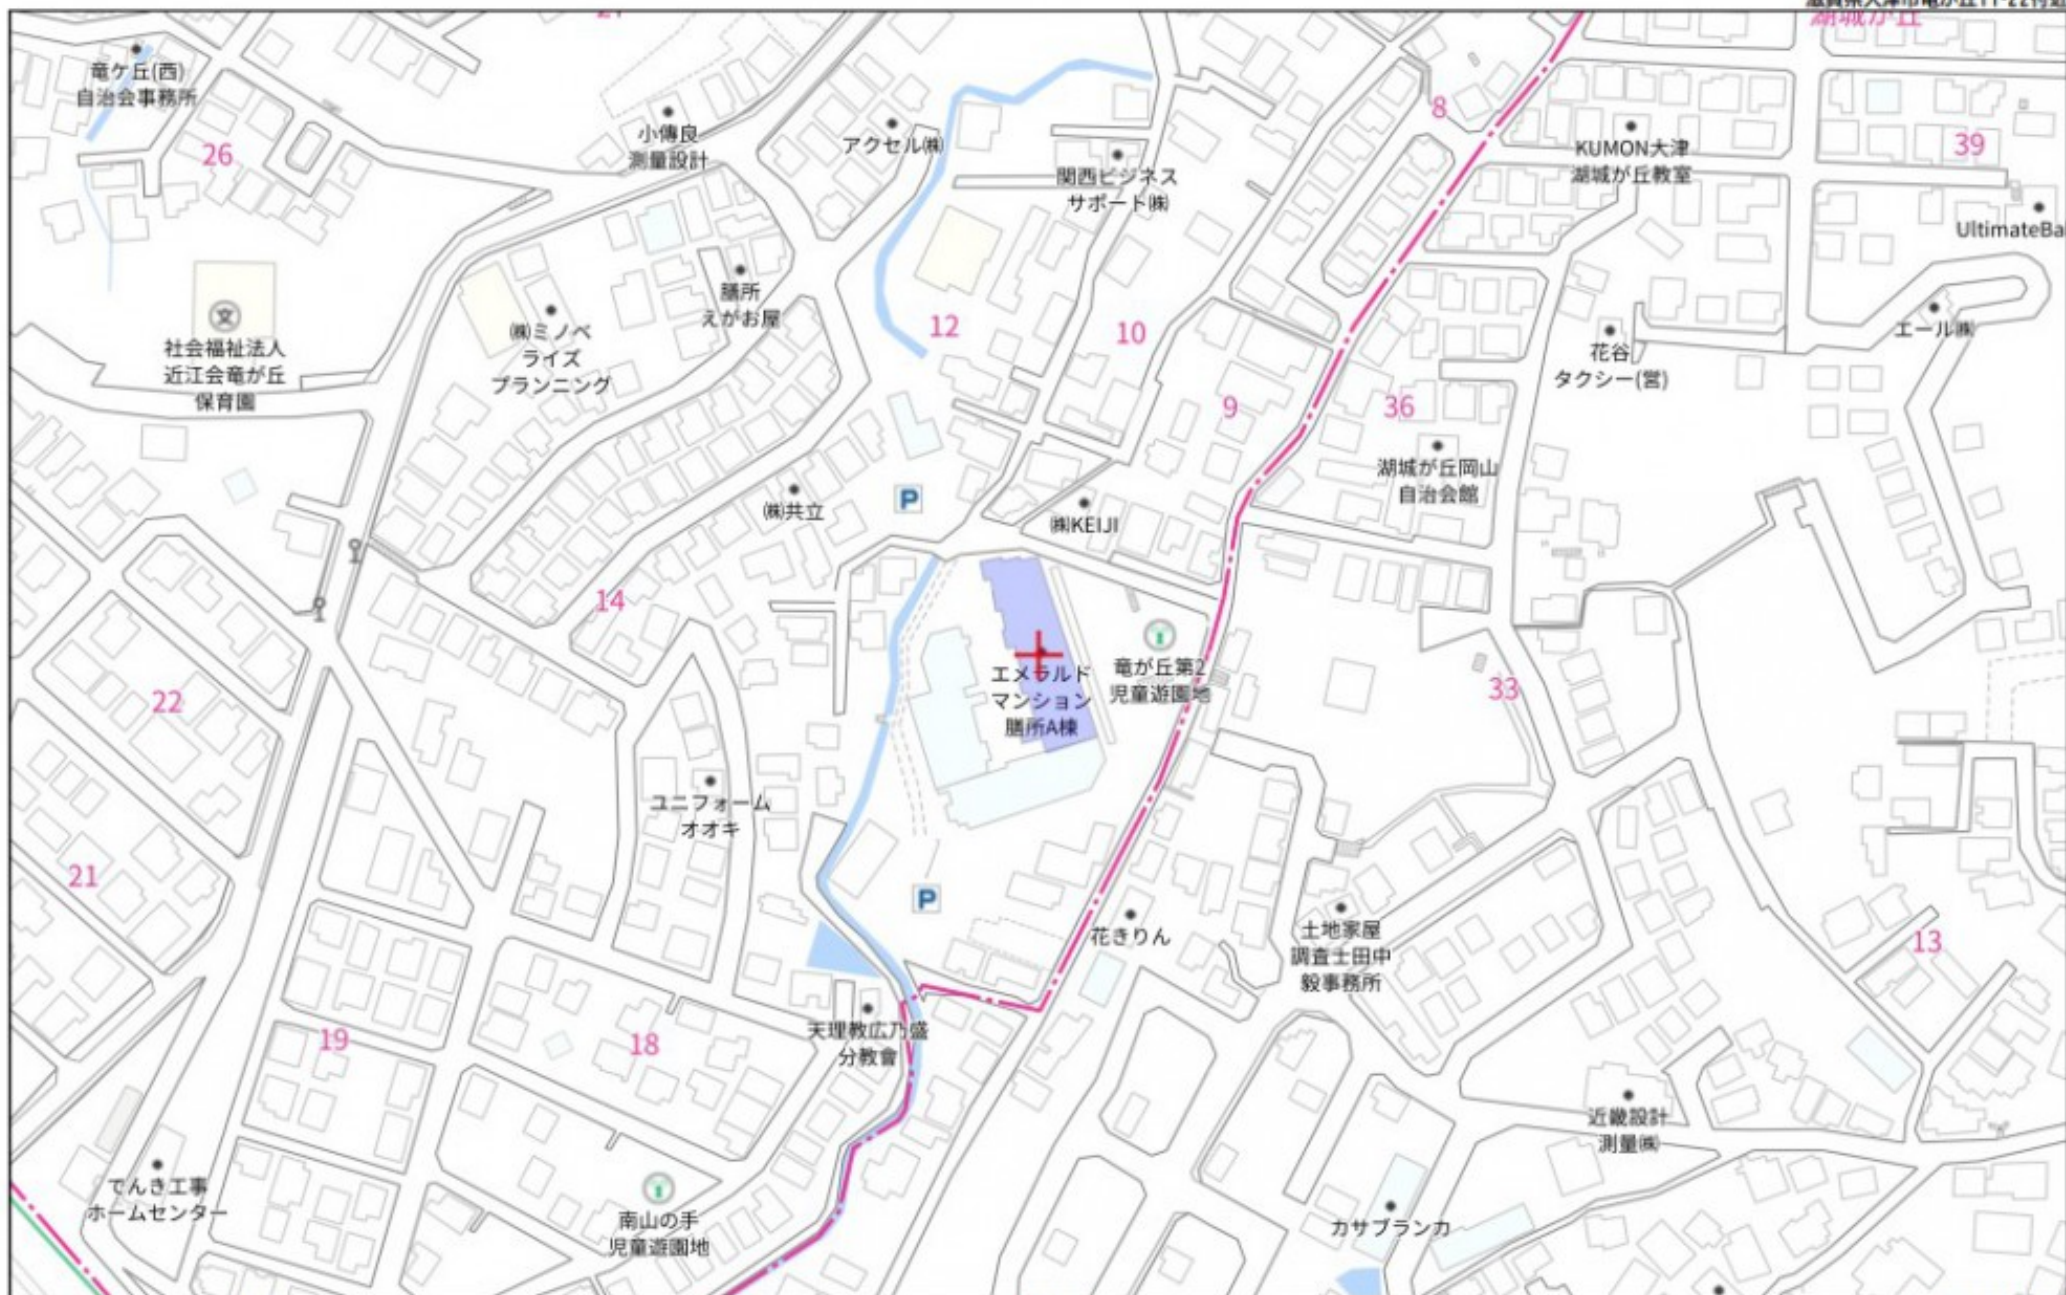 湖城が丘
竜ケ丘(西)
自治会事務所
26
小傳良
測量設計
アクセル㈱
関西ビジネス
サポート㈱
8
KUMON大津
湖城が丘教室
39
UltimateBa
社会福祉法人
近江会竜が丘
保育園
㈱ミノベ
ライズ
プランニング
膳所
えがお屋
12
10
9
36
花谷
タクシー(営)
エール㈱
湖城が丘岡山
自治会館
㈱共立
P
㈱KEIJI
14
22
エメラルド
マンション
膳所A棟
竜が丘第2
児童遊園地
33
ユニフォーム
オオキ
21
P
花きりん
土地家屋
調査士田中
毅事務所
13
19
18
天理教広乃盛
分教會
近畿設計
測量㈱
でんき工事
ホームセンター
南山の手
児童遊園地
カサブランカ